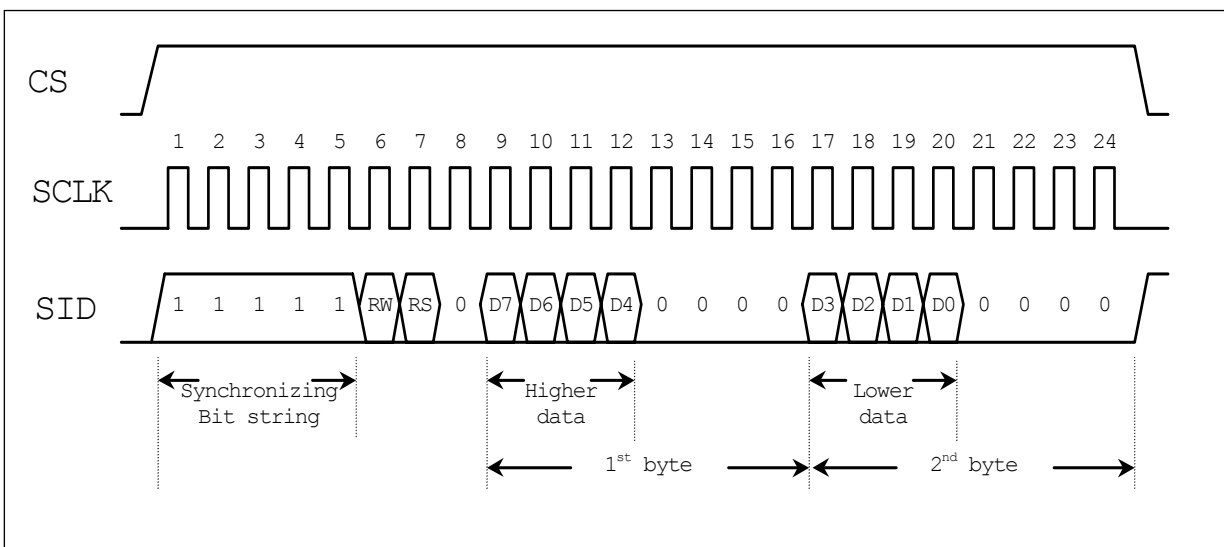 CS
1 2 3 4 5 6 7 8 9 10 11 12 13 14 15 16 17 18 19 20 21 22 23 24
SCLK
SID
1 1 1 1 1 RW RS 0 D7 D6 D5 D4 0 0 0 0 D3 D2 D1 D0 0 0 0 0
Synchronizing
Bit string
Higher
data
Lower
data
1st byte
2nd byte